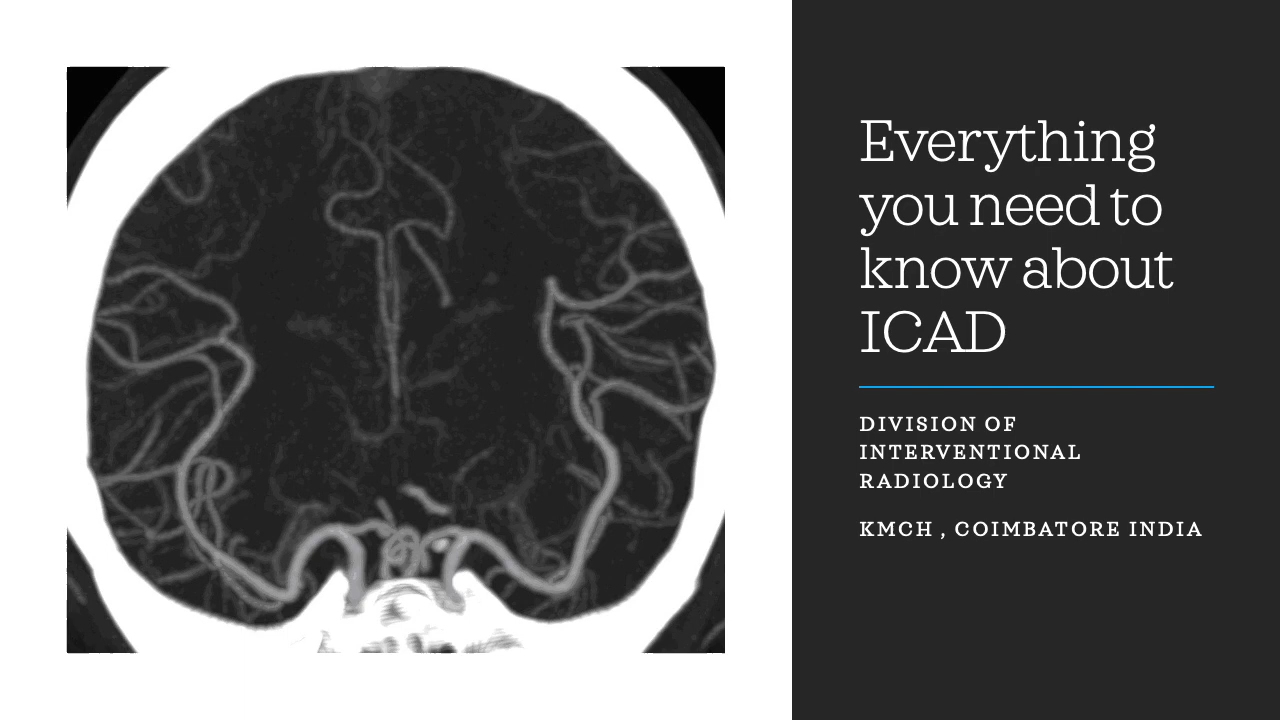 Everything
you need to
know about
ICAD
DIVISION OF
INTERVENTIONAL
RADIOLOGY
KMCH , COIMBATORE INDIA